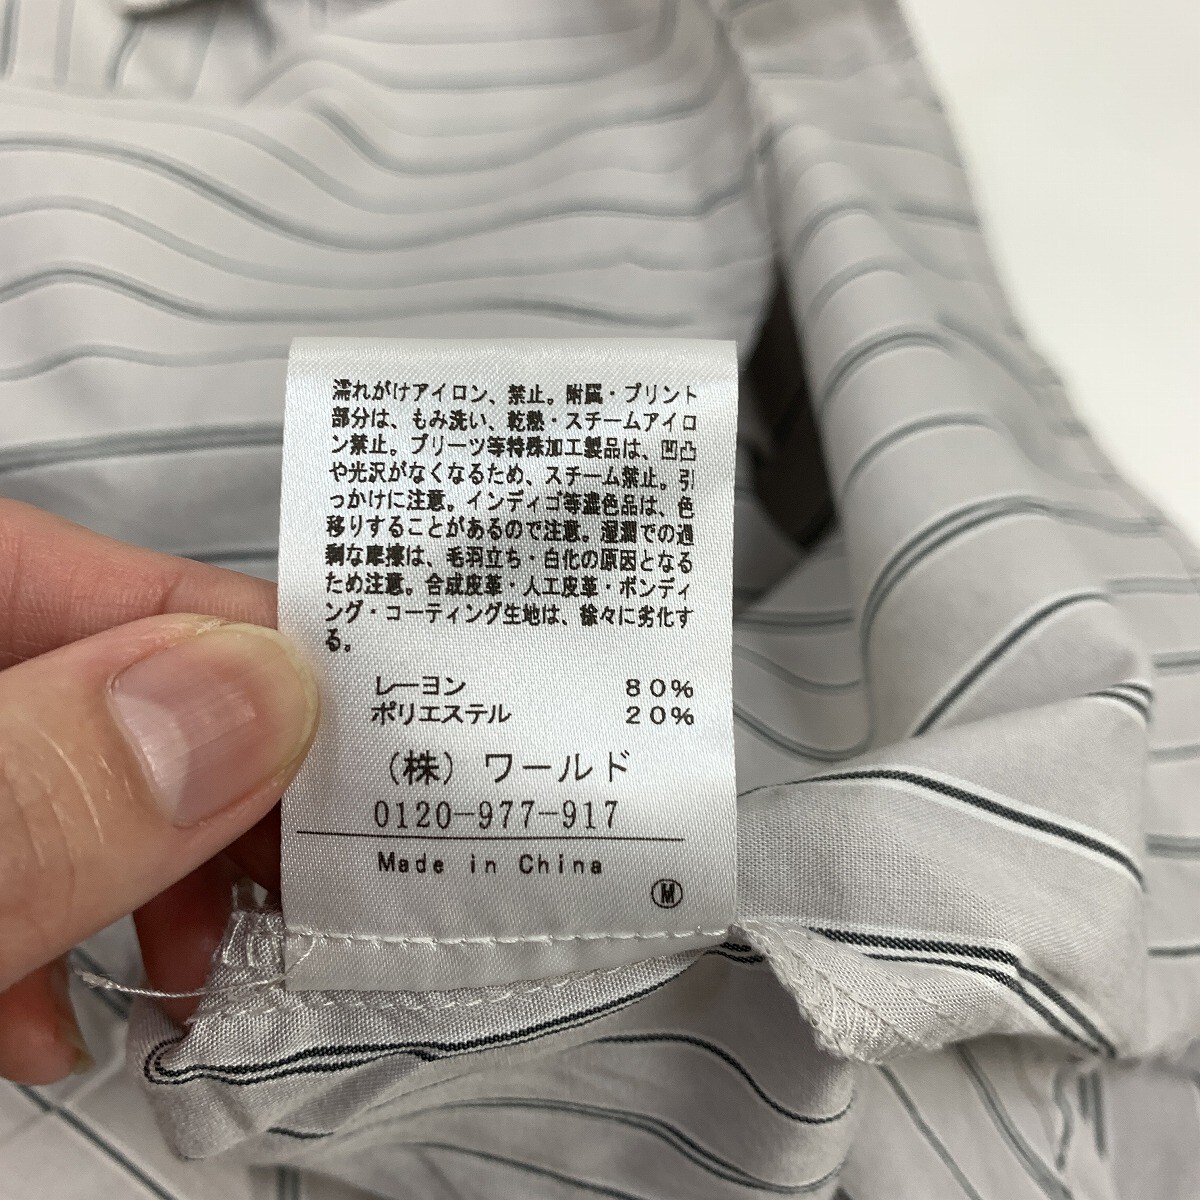 濡れがけアイロン、禁止。附属・プリント
部分は、もみ洗い、乾熱・スチームアイロ
ン禁止。プリーツ等特殊加工製品は、凹凸
や光沢がなくなるため、スチーム禁止。引
っかけに注意。インディゴ等濃色品は、色
移りすることがあるので注意。湿潤での過
剰な摩擦は、毛羽立ち・白化の原因となる
ため注意。合成皮革・人工皮革・ボンディ
ング・コーティング生地は、徐々に劣化す
る。
レーヨン 80%
ポリエステル 20%
（株）ワールド
0120-977-917
Made in China
Ⓜ